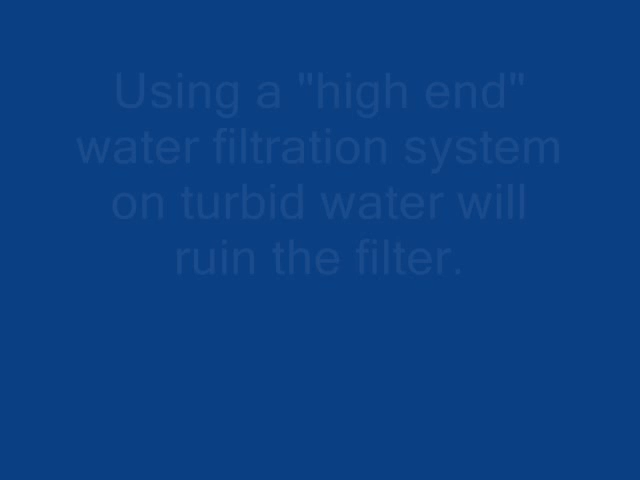 Using a "high end"
water filtration system
on turbid water will
ruin the filter.